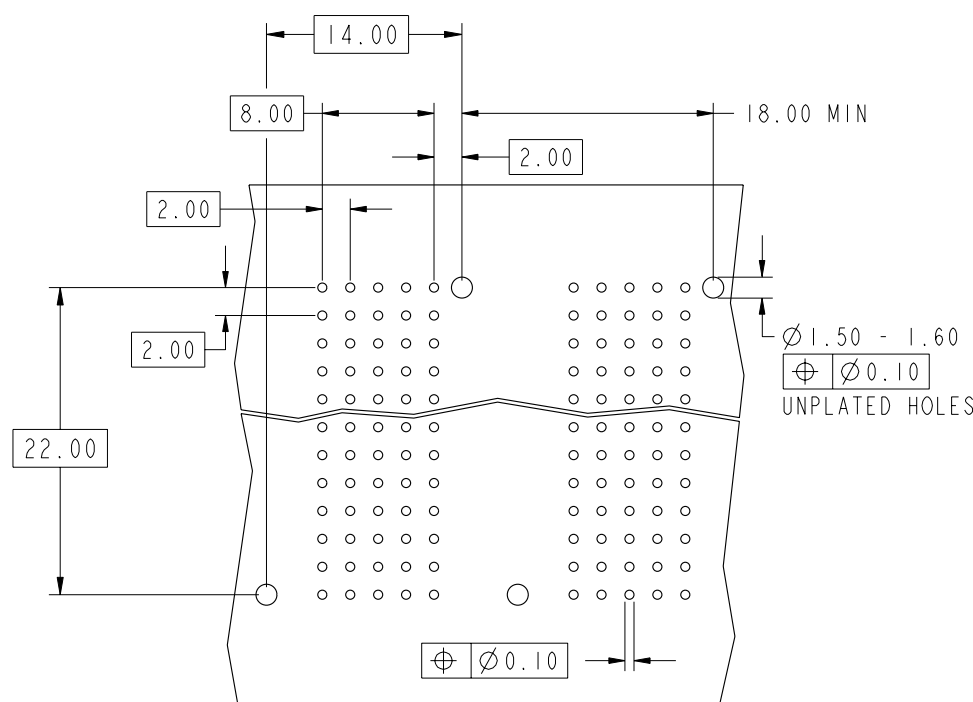 14.00
8.00
18.00 MIN
2.00
2.00
2.00
Ø1.50 - 1.60
⌖ Ø0.10
UNPLATED HOLES
22.00
⌖ Ø0.10